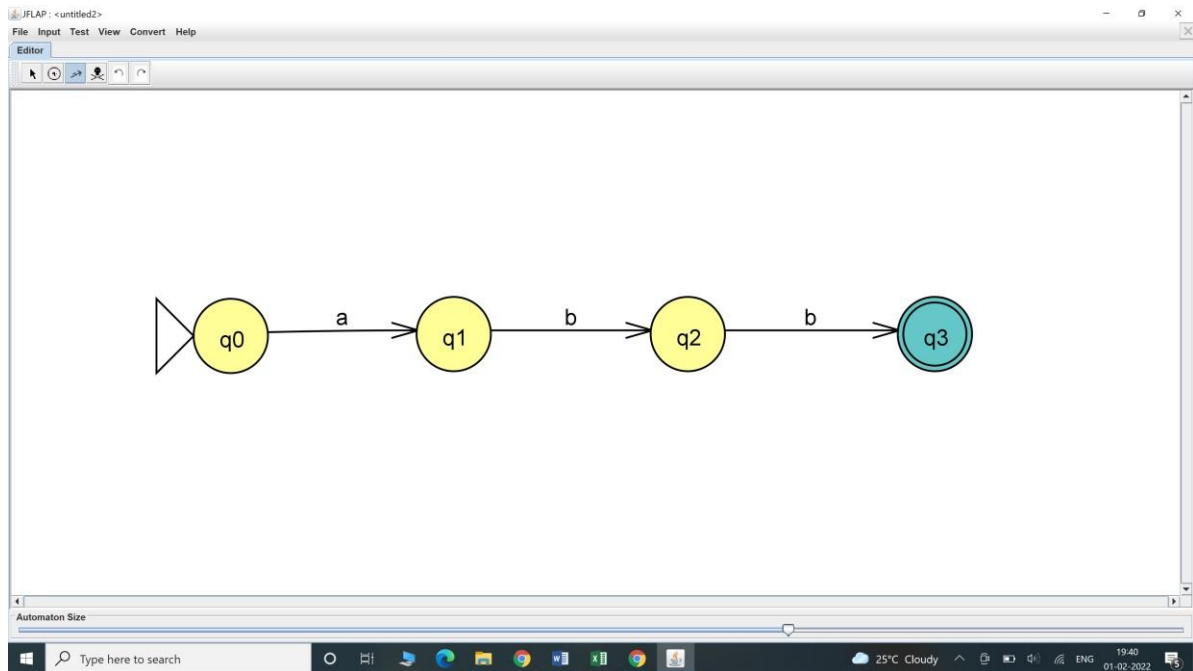 JFLAP : <untitled2>
File Input Test View Convert Help
Editor
q0 a q1 b q2 b q3
Automaton Size
Type here to search
25°C Cloudy ENG 19:40
01-02-2022
5